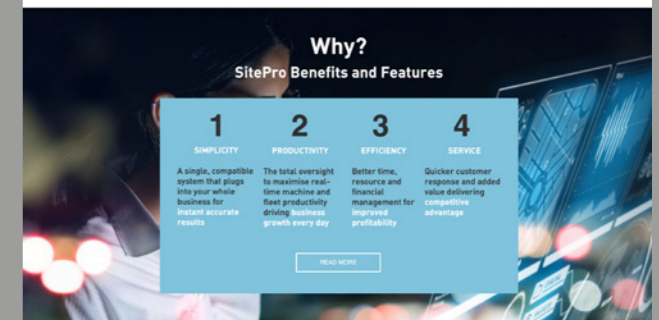 Why?
SitePro Benefits and Features
1
SIMPLICITY
A single, compatible
system that plugs
into your whole
business for
instant accurate
results
2
PRODUCTIVITY
The total oversight
to maximise real-
time machine and
fleet productivity
driving business
growth every day
3
EFFICIENCY
Better time,
resource and
financial
management for
improved
profitability
4
SERVICE
Quicker customer
response and added
value delivering
competitive
advantage
READ MORE